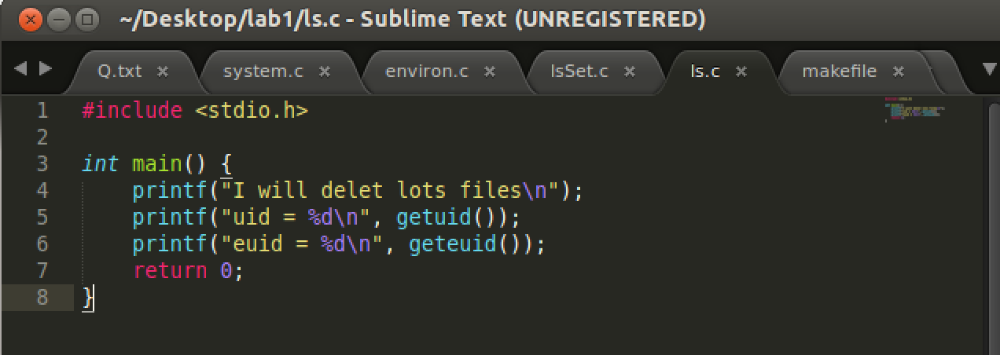 ~/Desktop/lab1/ls.c - Sublime Text (UNREGISTERED)
Q.txt × system.c × environ.c × lsSet.c × ls.c × makefile ×
1 #include <stdio.h>
2
3 int main() {
4     printf("I will delet lots files\n");
5     printf("uid = %d\n", getuid());
6     printf("euid = %d\n", geteuid());
7     return 0;
8 }